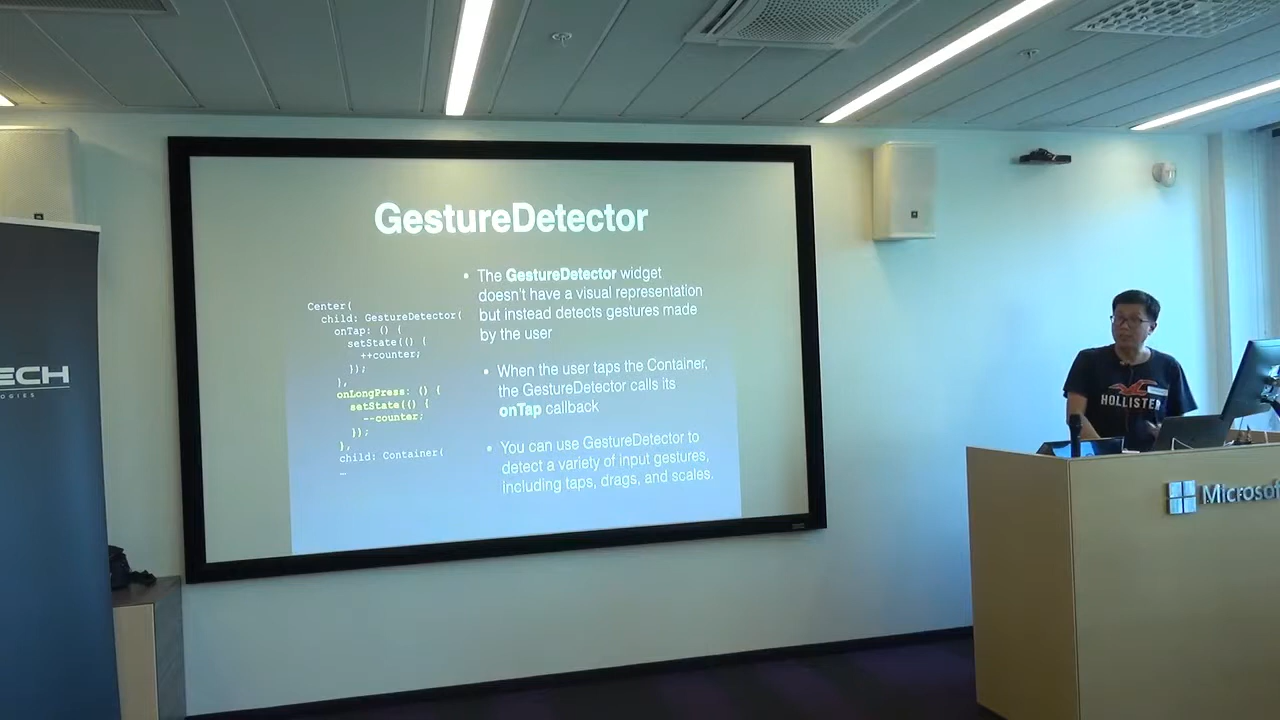 GestureDetector
Center(
child: GestureDetector(
onTap: () {
setState(() {
++counter;
});
},
onLongPress: () {
setState(() {
--counter;
});
},
child: Container(
…
• The GestureDetector widget
doesn't have a visual representation
but instead detects gestures made
by the user
• When the user taps the Container,
the GestureDetector calls its
onTap callback
• You can use GestureDetector to
detect a variety of input gestures,
including taps, drags, and scales.
ECH
OGIES
HOLLISTER
Microsof